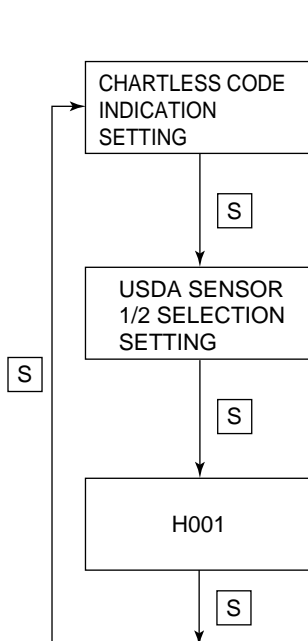 CHARTLESS CODE
INDICATION
SETTING
S
USDA SENSOR
1/2 SELECTION
SETTING
S
S
H001
S